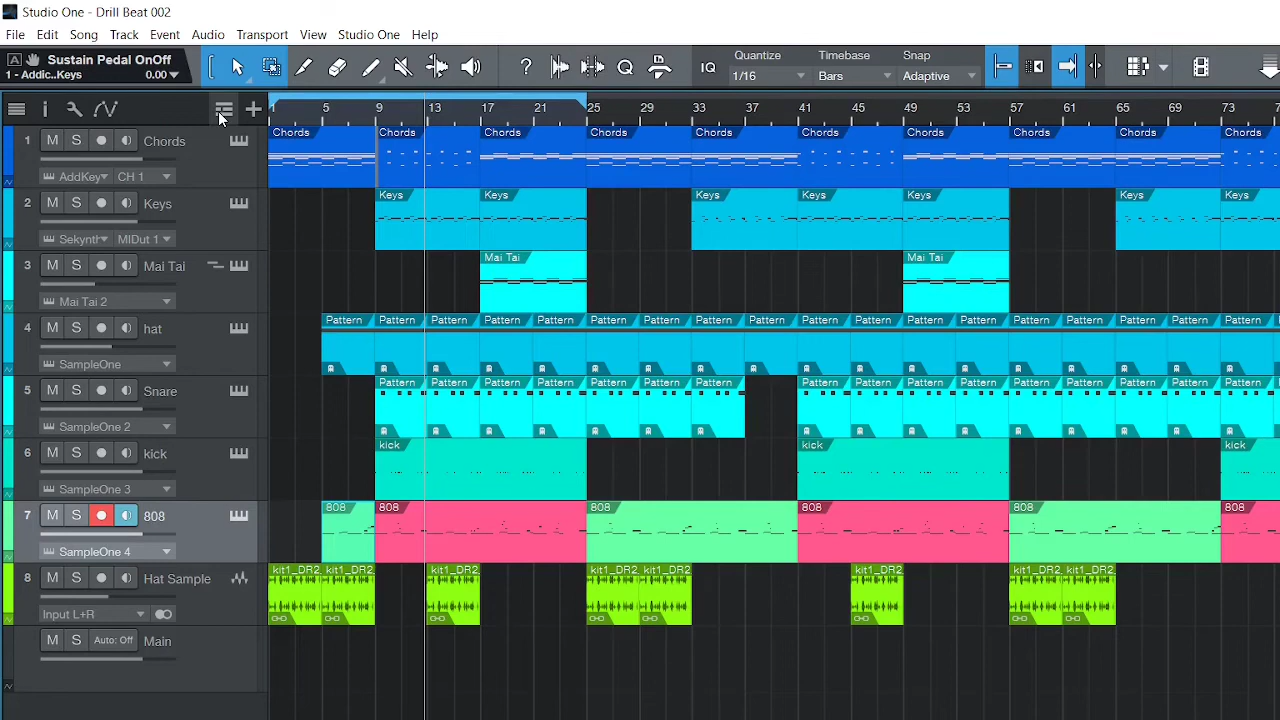 Studio One - Drill Beat 002
File Edit Song Audio Track Event Transport View Studio One Help
A Sustain Pedal OnOff
1 - Addic..Keys 0.00
? Q IQ
Quantize Timebase Snap
1/16 Bars Adaptive
1 5 9 13 17 21 25 29 33 37 41 45 49 53 57 61 65 69 73 76
1 M S Chords
AddKey CH 1
Chords Chords Chords Chords Chords Chords Chords Chords Chords
2 M S Keys
Sekynth MIDut 1
Keys Keys Keys Keys Keys Keys Keys
3 M S Mai Tai
Mai Tai 2
Mai Tai Mai Tai
4 M S hat
SampleOne
Pattern Pattern Pattern Pattern Pattern Pattern Pattern Pattern Pattern Pattern Pattern Pattern Pattern Pattern Pattern Pattern Pattern Pattern
5 M S Snare
SampleOne 2
Pattern Pattern Pattern Pattern Pattern Pattern Pattern Pattern Pattern Pattern Pattern Pattern Pattern Pattern Pattern Pattern
6 M S kick
SampleOne 3
kick kick kick
7 M S 808
SampleOne 4
808 808 808 808 808 808
8 M S Hat Sample
Input L+R
kit1_DR2 kit1_DR2 kit1_DR2 kit1_DR2 kit1_DR2 kit1_DR2 kit1_DR2 kit1_DR2
M S Auto: Off Main